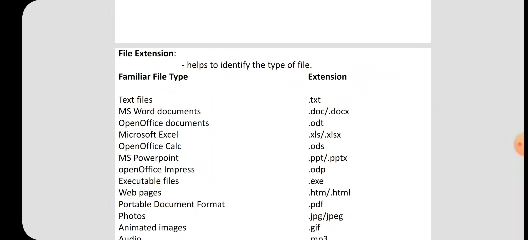 File Extension:
- helps to identify the type of file.
Familiar File Type Extension
Text files .txt
MS Word documents .doc/.docx
OpenOffice documents .odt
Microsoft Excel .xls/.xlsx
OpenOffice Calc .ods
MS Powerpoint .ppt/.pptx
openOffice Impress .odp
Executable files .exe
Web pages .htm/.html
Portable Document Format .pdf
Photos .jpg/jpeg
Animated images .gif
Audio .mp3